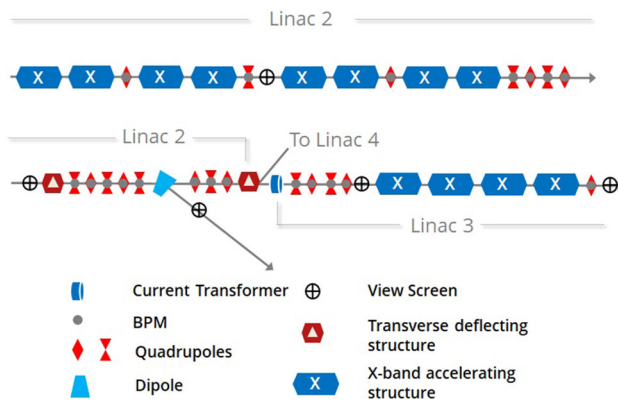 Linac 2
X X X X X X X X
Linac 2
To Linac 4
X X X X
Linac 3
Current Transformer
View Screen
BPM
Transverse deflecting
structure
Quadrupoles
Dipole
X
X-band accelerating
structure